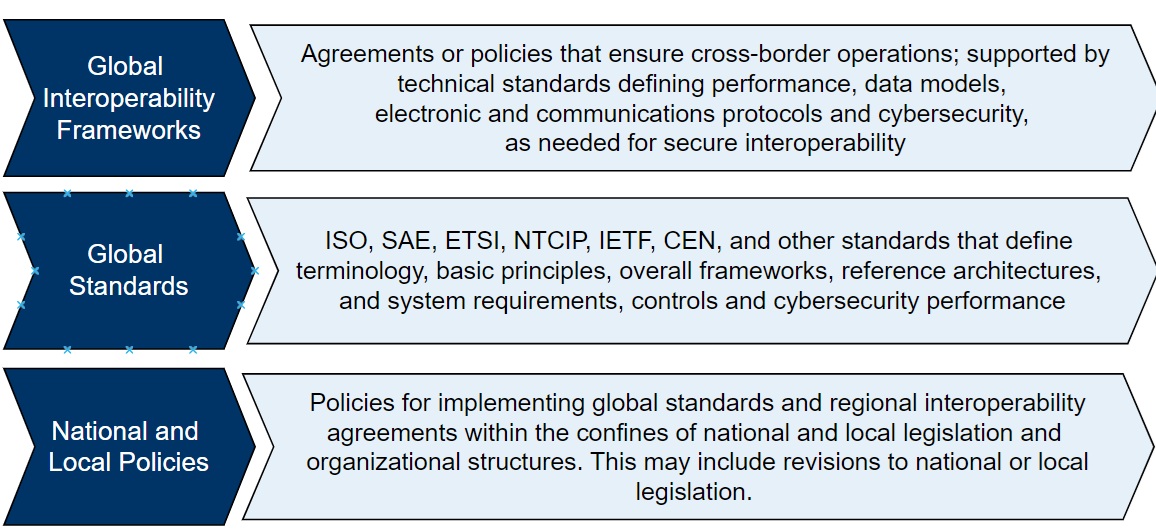 Global
Interoperability
Frameworks
Agreements or policies that ensure cross-border operations; supported by
technical standards defining performance, data models,
electronic and communications protocols and cybersecurity,
as needed for secure interoperability
Global
Standards
ISO, SAE, ETSI, NTCIP, IETF, CEN, and other standards that define
terminology, basic principles, overall frameworks, reference architectures,
and system requirements, controls and cybersecurity performance
National and
Local Policies
Policies for implementing global standards and regional interoperability
agreements within the confines of national and local legislation and
organizational structures. This may include revisions to national or local
legislation.